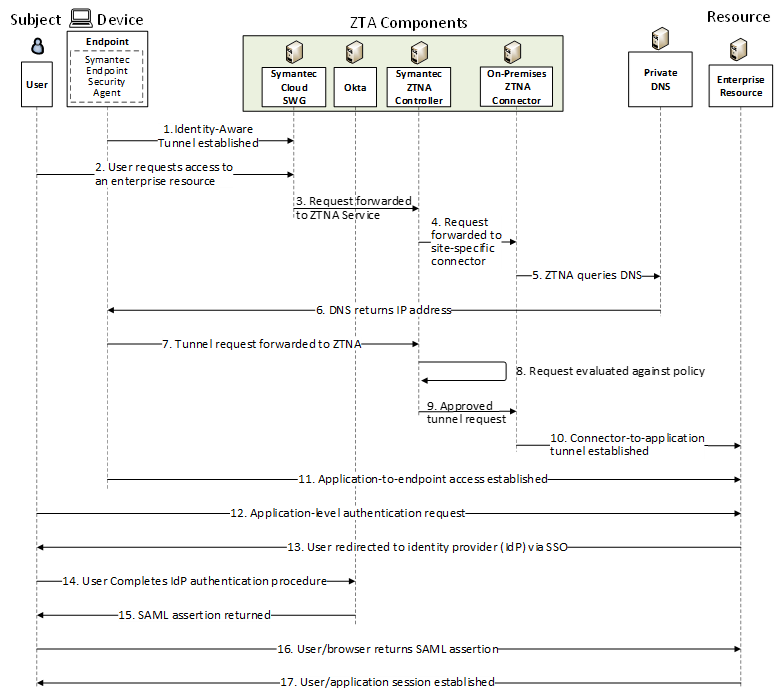 Subject
Device
ZTA Components
Resource
User
Endpoint
Symantec
Endpoint
Security
Agent
Symantec
Cloud
SWG
Okta
Symantec
ZTNA
Controller
On-Premises
ZTNA
Connector
Private
DNS
Enterprise
Resource
1.Identity-Aware
Tunnel established
2. User requests access to
an enterprise resource
3. Request forwarded
to ZTNA Service
4. Request
forwarded to
site-specific
connector
5. ZTNA queries DNS
6. DNS returns IP address
7. Tunnel request forwarded to ZTNA
8. Request evaluated against policy
9. Approved
tunnel request
10. Connector-to-application
tunnel established
11. Application-to-endpoint access established
12. Application-level authentication request
13. User redirected to identity provider (IdP) via SSO
14. User Completes IdP authentication procedure
15. SAML assertion returned
16. User/browser returns SAML assertion
17. User/application session established